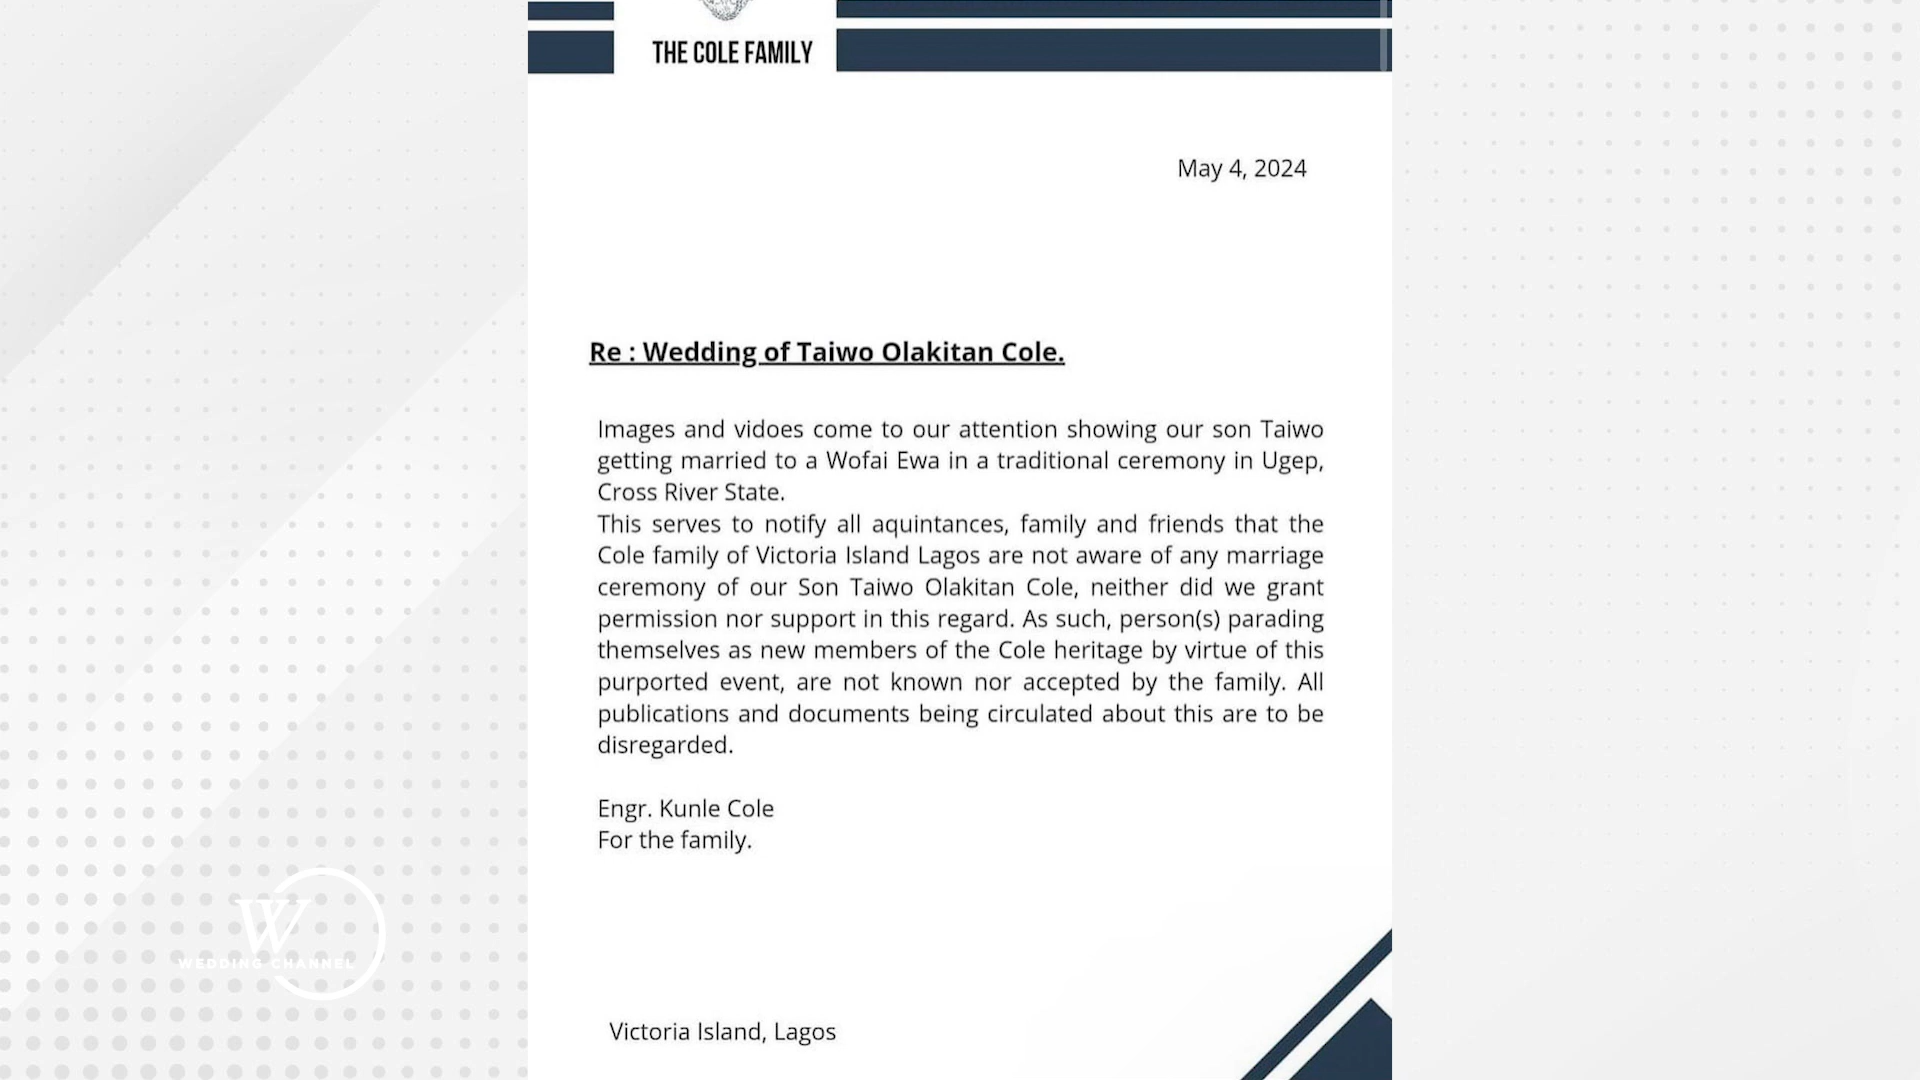 THE COLE FAMILY
May 4, 2024
Re : Wedding of Taiwo Olakitan Cole.
Images and vidoes come to our attention showing our son Taiwo
getting married to a Wofai Ewa in a traditional ceremony in Ugep,
Cross River State.
This serves to notify all aquintances, family and friends that the
Cole family of Victoria Island Lagos are not aware of any marriage
ceremony of our Son Taiwo Olakitan Cole, neither did we grant
permission nor support in this regard. As such, person(s) parading
themselves as new members of the Cole heritage by virtue of this
purported event, are not known nor accepted by the family. All
publications and documents being circulated about this are to be
disregarded.
Engr. Kunle Cole
For the family.
W
WEDDING CHANNEL
Victoria Island, Lagos